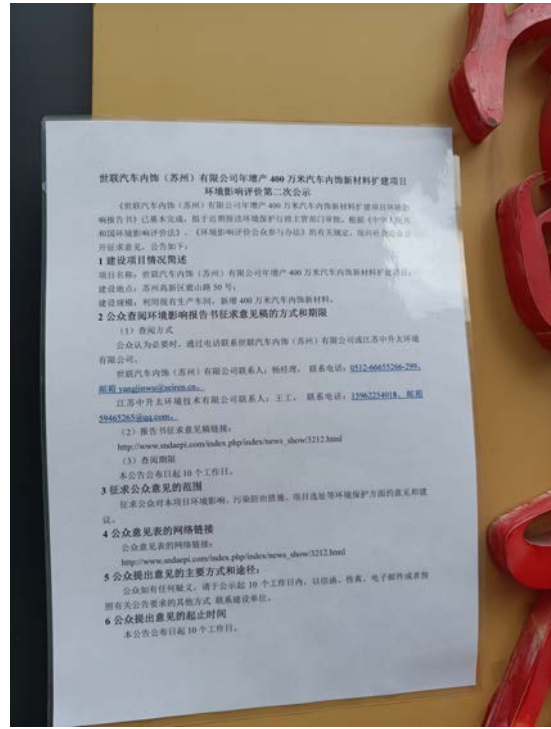 世联汽车内饰（苏州）有限公司年增产 400 万米汽车内饰新材料扩建项目
环境影响评价第二次公示
《世联汽车内饰（苏州）有限公司年增产 400 万米汽车内饰新材料扩建项目环境影
响报告书》已基本完成，拟于近期报送环境保护行政主管部门审批。根据《中华人民共
和国环境影响评价法》、《环境影响评价公众参与办法》的有关规定，现向社会公众公
开征求意见，公告如下：
1 建设项目情况简述
项目名称：世联汽车内饰（苏州）有限公司年增产 400 万米汽车内饰新材料扩建项目；
建设地点：苏州高新区鹿山路 50 号；
建设规模：利用现有生产车间，新增 400 万米汽车内饰新材料。
2 公众查阅环境影响报告书征求意见稿的方式和期限
（1）查阅方式
公众认为必要时，通过电话联系世联汽车内饰（苏州）有限公司或江苏中升太环境
有限公司。
世联汽车内饰（苏州）有限公司联系人：杨经理， 联系电话：0512-66655266-299，
邮箱 yangjinwu@seiren.cn。
江苏中升太环境技术有限公司联系人：王工， 联系电话：15962254018，邮箱
59465265@qq.com。
（2）报告书征求意见稿链接：
http://www.sndaepi.com/index.php/index/news_show/3212.html
（3）查阅期限
本公告公布日起 10 个工作日。
3 征求公众意见的范围
征求公众对本项目环境影响、污染防治措施、项目选址等环境保护方面的意见和建
议。
4 公众意见表的网络链接
公众意见表的网络链接：
http://www.sndaepi.com/index.php/index/news_show/3212.html
5 公众提出意见的主要方式和途径：
公众如有任何疑义，请于公示起 10 个工作日内，以信函、传真、电子邮件或者按
照有关公告要求的其他方式 联系建设单位。
6 公众提出意见的起止时间
本公告公布日起 10 个工作日。